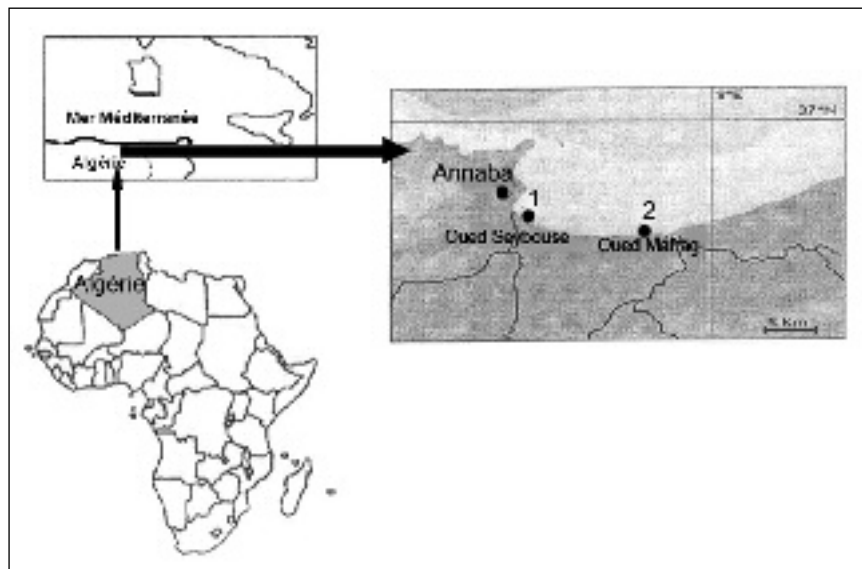 Mer Méditerranée
Algérie
Algérie
Annaba
1
2
Oued Seybouse
Oued Mafrag
5 Km